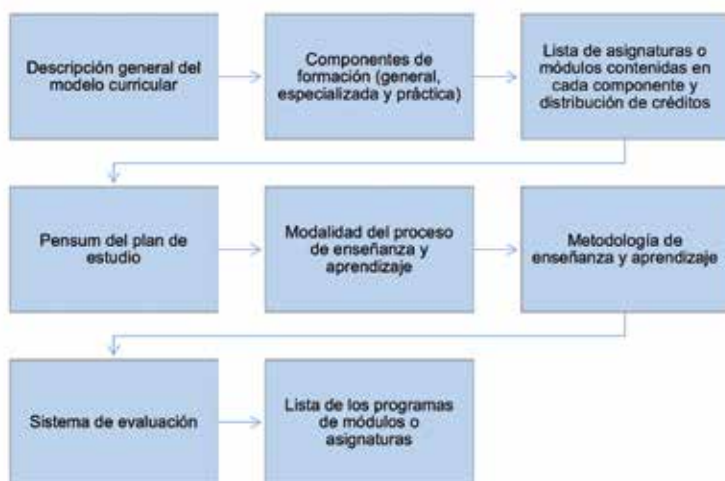 Descripción general del
modelo curricular
Componentes de
formación (general,
especializada y práctica)
Lista de asignaturas o
módulos contenidas en
cada componente y
distribución de créditos
Pensum del plan de
estudio
Modalidad del proceso
de enseñanza y
aprendizaje
Metodología de
enseñanza y aprendizaje
Sistema de evaluación
Lista de los programas
de módulos o
asignaturas